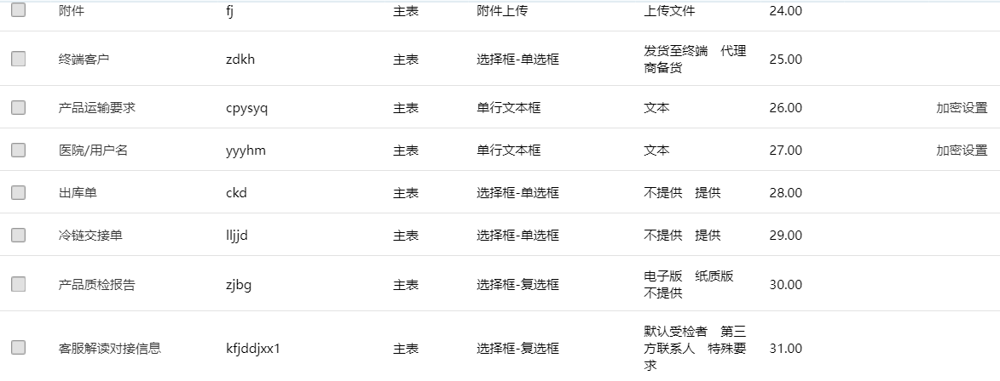 附件 fj 主表 附件上传 上传文件 24.00
终端客户 zdkh 主表 选择框-单选框 发货至终端 代理商备货 25.00
产品运输要求 cpysyq 主表 单行文本框 文本 26.00 加密设置
医院/用户名 yyyhm 主表 单行文本框 文本 27.00 加密设置
出库单 ckd 主表 选择框-单选框 不提供 提供 28.00
冷链交接单 lljjd 主表 选择框-单选框 不提供 提供 29.00
产品质检报告 zjbg 主表 选择框-复选框 电子版 纸质版 不提供 30.00
客服解读对接信息 kfjddjxx1 主表 选择框-复选框 默认受检者 第三方联系人 特殊要求 31.00